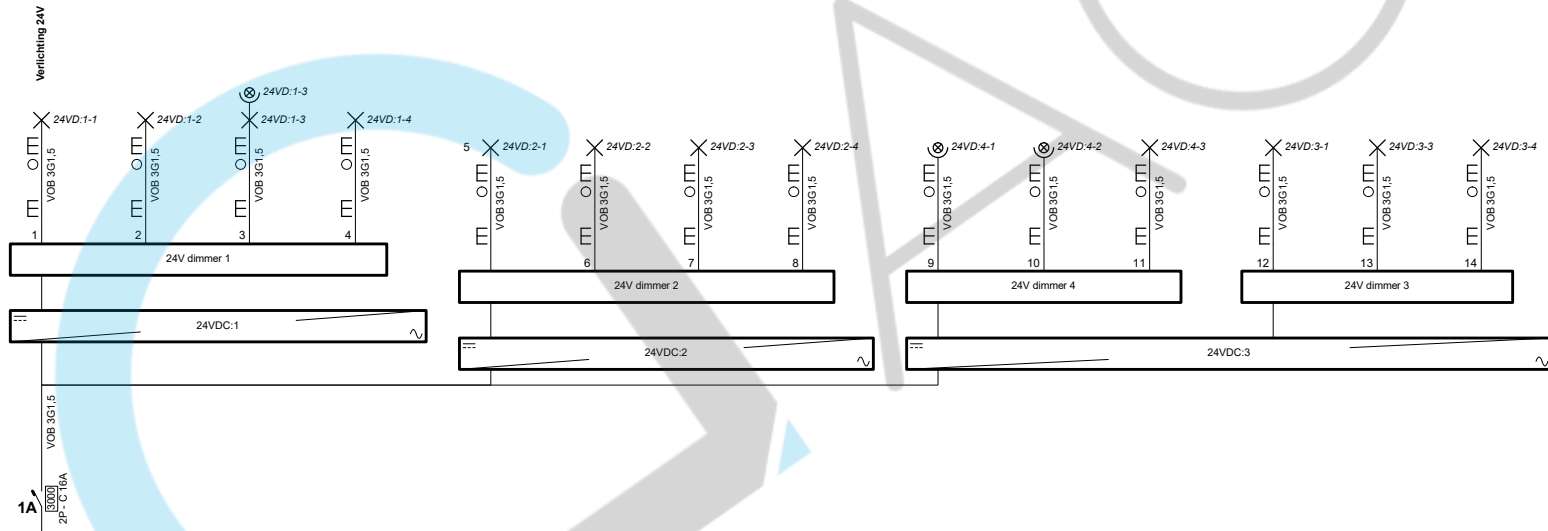 Verlichting 24V
24VD:1-3
24VD:1-1
24VD:1-2
24VD:1-3
24VD:1-4
5
24VD:2-1
24VD:2-2
24VD:2-3
24VD:2-4
24VD:4-1
24VD:4-2
24VD:4-3
24VD:3-1
24VD:3-3
24VD:3-4
VOB 3G1,5
VOB 3G1,5
VOB 3G1,5
VOB 3G1,5
VOB 3G1,5
VOB 3G1,5
VOB 3G1,5
VOB 3G1,5
VOB 3G1,5
VOB 3G1,5
VOB 3G1,5
VOB 3G1,5
VOB 3G1,5
VOB 3G1,5
1
2
3
4
6
7
8
9
10
11
12
13
14
24V dimmer 1
24V dimmer 2
24V dimmer 4
24V dimmer 3
24VDC:1
24VDC:2
24VDC:3
VOB 3G1,5
1A
3000
2P - C 16A